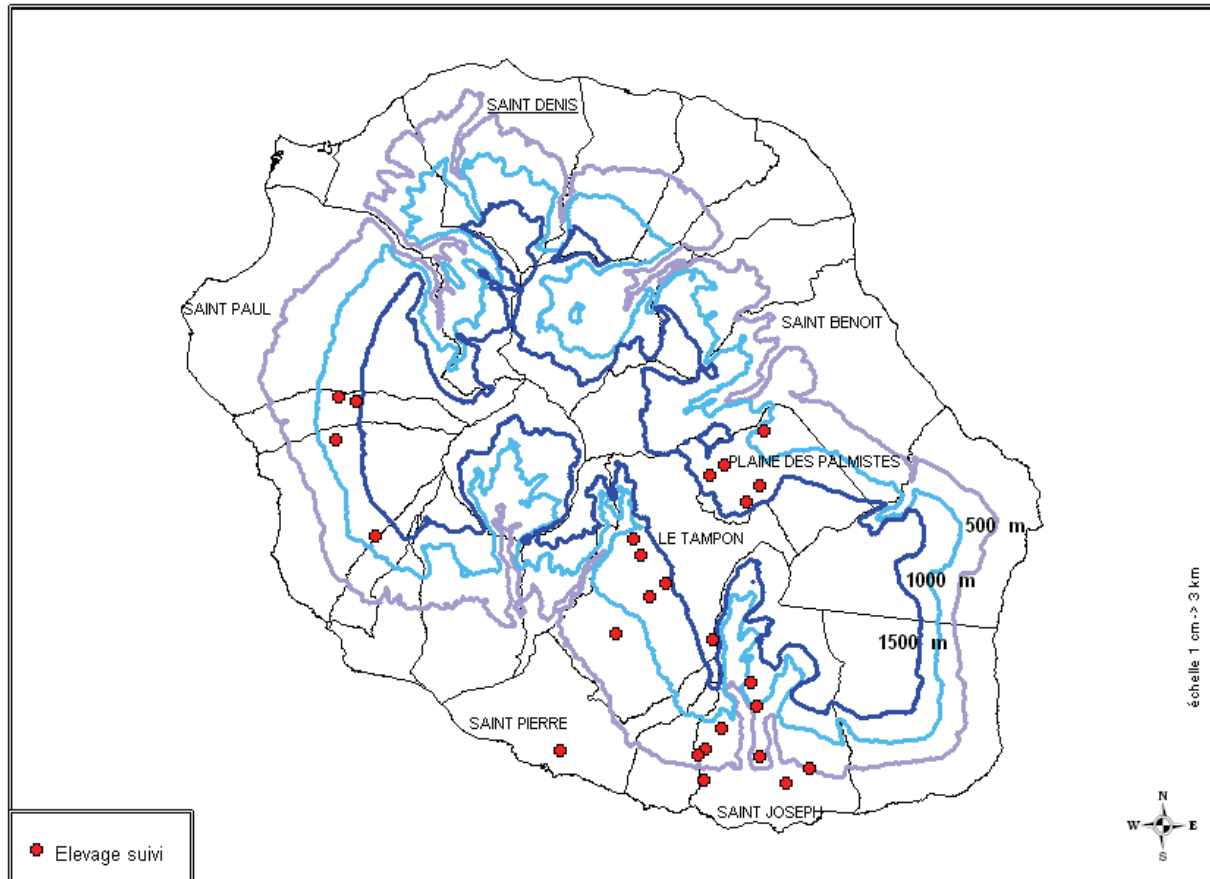 SAINT DENIS
SAINT PAUL
SAINT BENOIT
PLAINE DES PALMISTES
500 m
LE TAMPON
1000 m
1500 m
échelle 1 cm -> 3 km
SAINT PIERRE
SAINT JOSEPH
N
W E
S
Elevage suivi